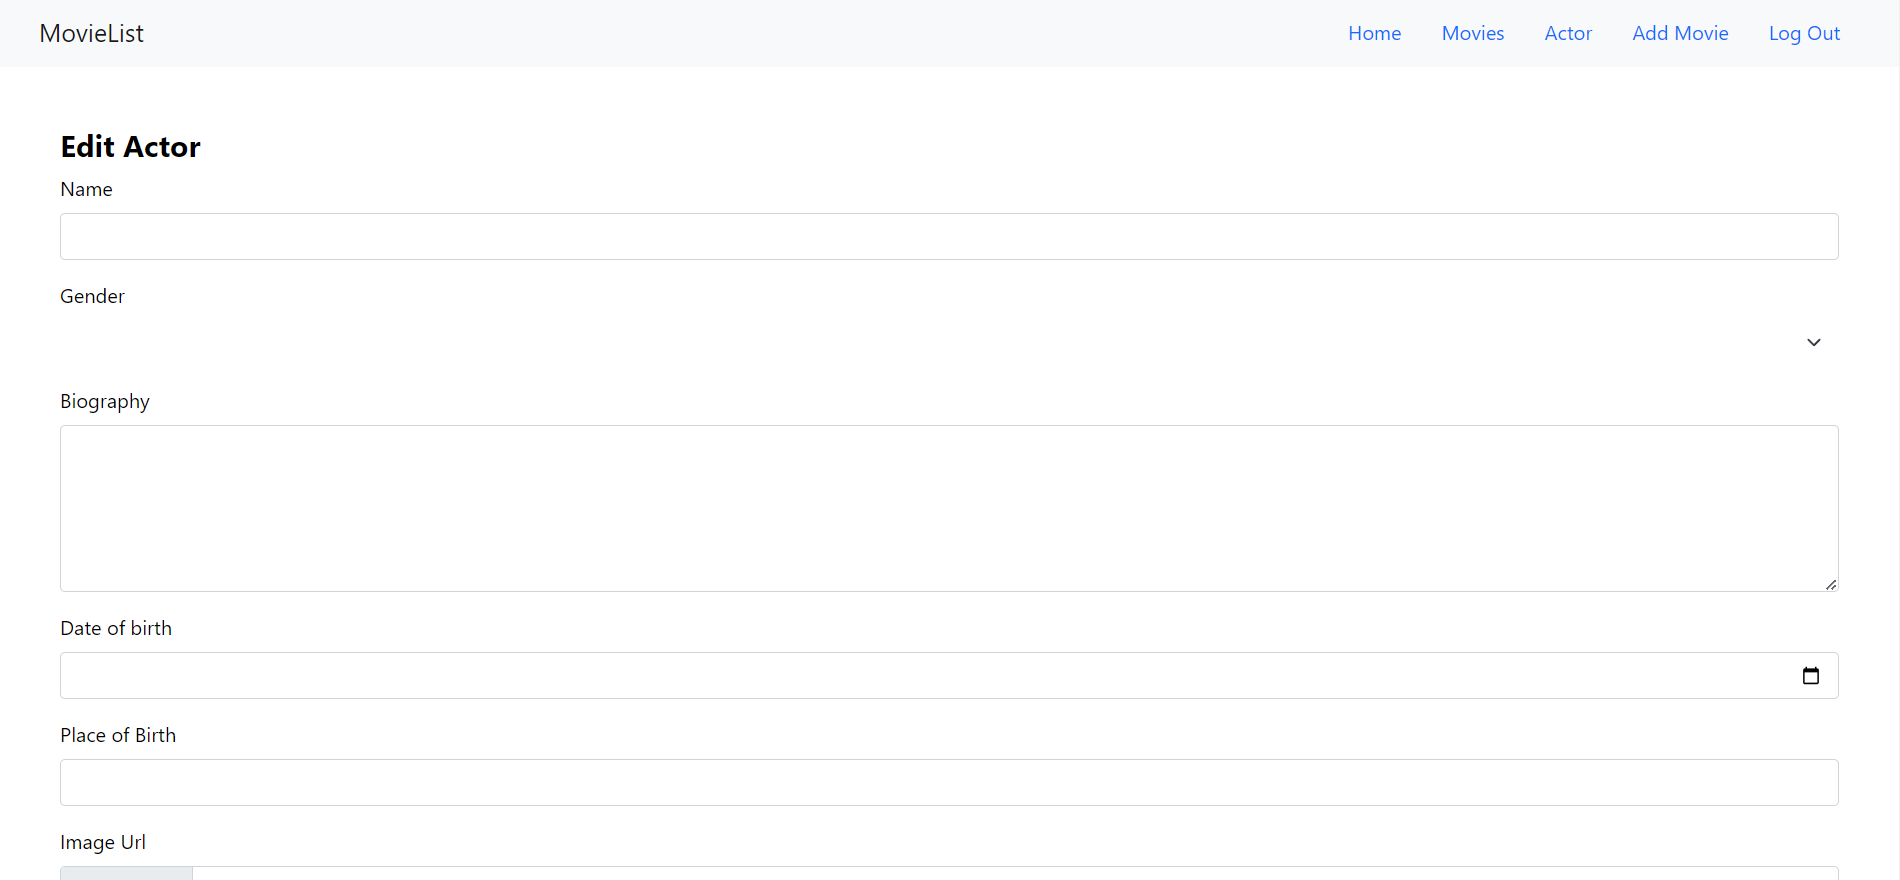 MovieList Home Movies Actor Add Movie Log Out
Edit Actor
Name
Gender
Biography
Date of birth
Place of Birth
Image Url